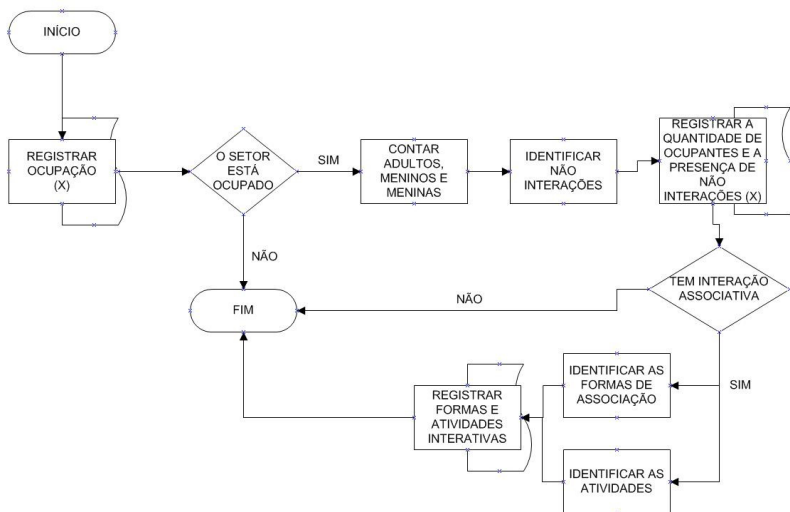 INÍCIO
REGISTRAR
OCUPAÇÃO
(X)
O SETOR
ESTÁ
OCUPADO
SIM
CONTAR
ADULTOS,
MENINOS E
MENINAS
IDENTIFICAR
NÃO
INTERAÇÕES
REGISTRAR A
QUANTIDADE DE
OCUPANTES E A
PRESENÇA DE
NÃO
INTERAÇÕES (X)
NÃO
FIM
NÃO
TEM INTERAÇÃO
ASSOCIATIVA
SIM
IDENTIFICAR AS
FORMAS DE
ASSOCIAÇÃO
REGISTRAR
FORMAS E
ATIVIDADES
INTERATIVAS
IDENTIFICAR AS
ATIVIDADES